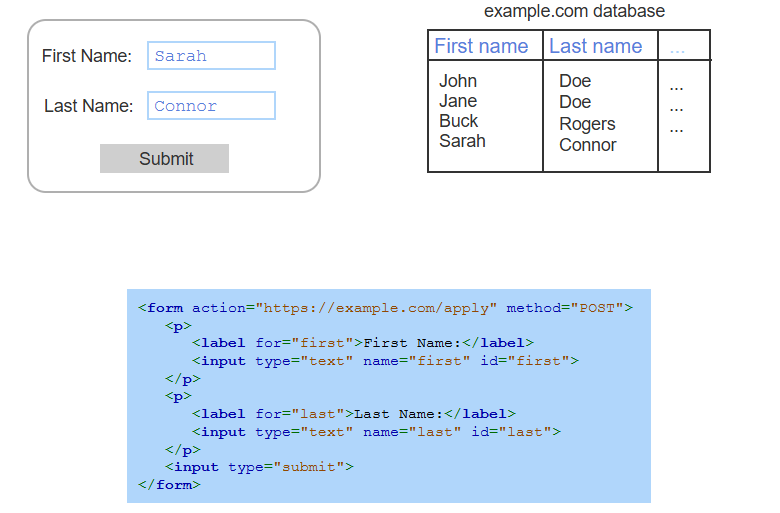 First Name: Sarah
Last Name: Connor
Submit
example.com database
First name Last name ...
John Doe ...
Jane Doe ...
Buck Rogers ...
Sarah Connor
<form action="https://example.com/apply" method="POST">
<p>
<label for="first">First Name:</label>
<input type="text" name="first" id="first">
</p>
<p>
<label for="last">Last Name:</label>
<input type="text" name="last" id="last">
</p>
<input type="submit">
</form>